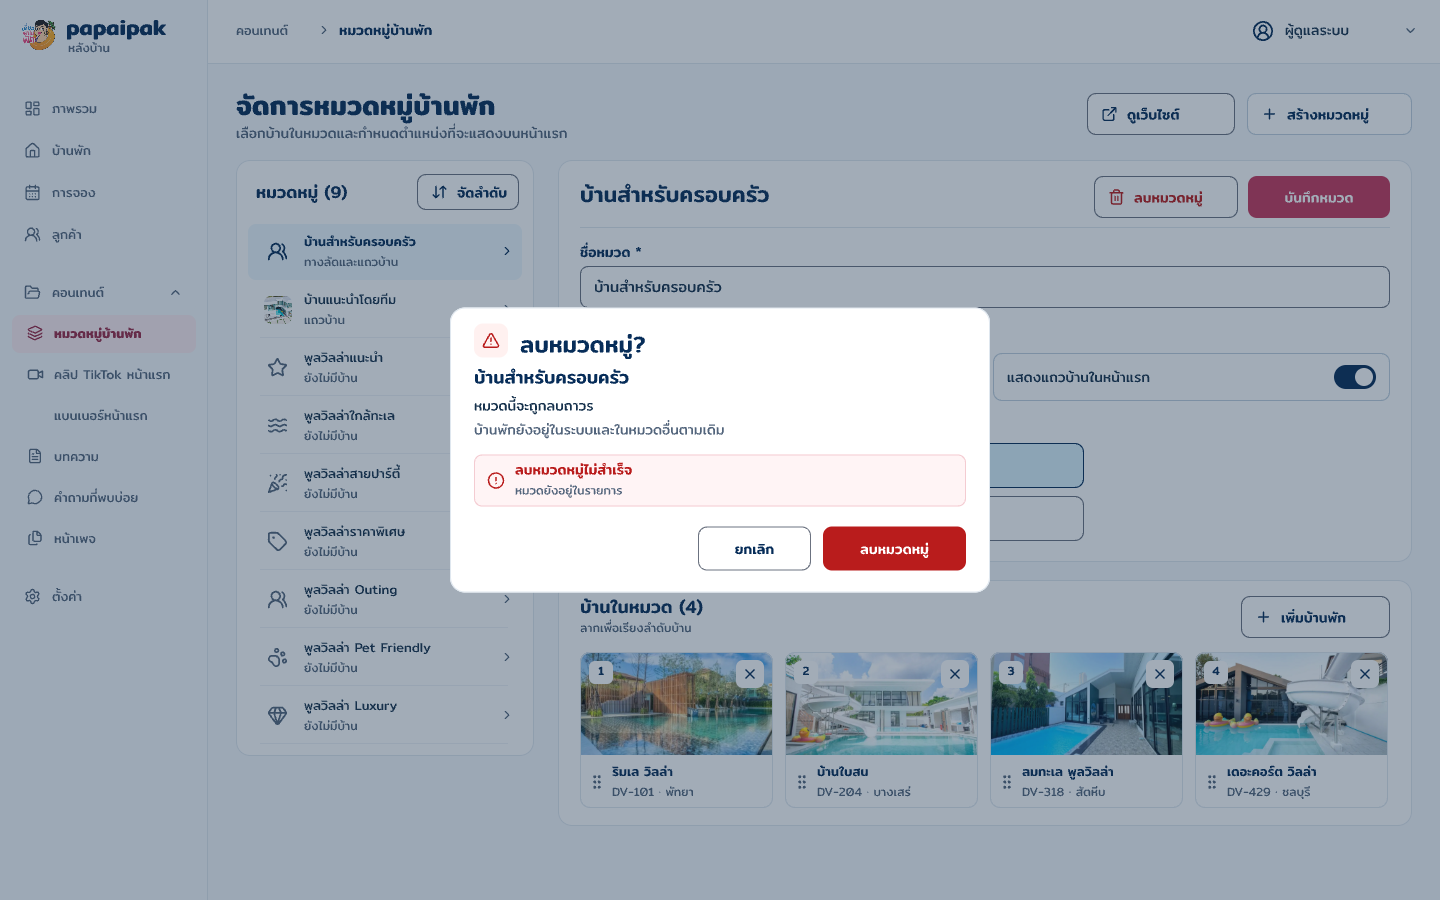 papaipak
หลังบ้าน
ภาพรวม
บ้านพัก
การจอง
ลูกค้า
คอนเทนต์
หมวดหมู่บ้านพัก
คลิป TikTok หน้าแรก
แบนเนอร์หน้าแรก
บทความ
คำถามที่พบบ่อย
หน้าเพจ
ตั้งค่า
คอนเทนต์ > หมวดหมู่บ้านพัก
ผู้ดูแลระบบ
จัดการหมวดหมู่บ้านพัก
เลือกบ้านในหมวดและกำหนดตำแหน่งที่จะแสดงบนหน้าแรก
ดูเว็บไซต์
+ สร้างหมวดหมู่
หมวดหมู่ (9)
จัดลำดับ
บ้านสำหรับครอบครัว
ทางลัดและแถวบ้าน
บ้านแนะนำโดยทีม
แถวบ้าน
พูลวิลล่าแนะนำ
ยังไม่มีบ้าน
พูลวิลล่าใกล้ทะเล
ยังไม่มีบ้าน
พูลวิลล่าสายปาร์ตี้
ยังไม่มีบ้าน
พูลวิลล่าราคาพิเศษ
ยังไม่มีบ้าน
พูลวิลล่า Outing
ยังไม่มีบ้าน
พูลวิลล่า Pet Friendly
ยังไม่มีบ้าน
พูลวิลล่า Luxury
ยังไม่มีบ้าน
บ้านสำหรับครอบครัว
ลบหมวดหมู่
บันทึกหมวด
ชื่อหมวด *
บ้านสำหรับครอบครัว
แสดงแถวบ้านในหน้าแรก
ลบหมวดหมู่?
บ้านสำหรับครอบครัว
หมวดนี้จะถูกลบถาวร
บ้านพักยังอยู่ในระบบและในหมวดอื่นตามเดิม
ลบหมวดหมู่ไม่สำเร็จ
หมวดยังอยู่ในรายการ
ยกเลิก
ลบหมวดหมู่
บ้านในหมวด (4)
ลากเพื่อเรียงลำดับบ้าน
+ เพิ่มบ้านพัก
1
ริมเล วิลล่า
DV-101 · พัทยา
2
บ้านใบสน
DV-204 · บางเสร่
3
ลมทะเล พูลวิลล่า
DV-318 · สัตหีบ
4
เดอะคอร์ต วิลล่า
DV-429 · ชลบุรี